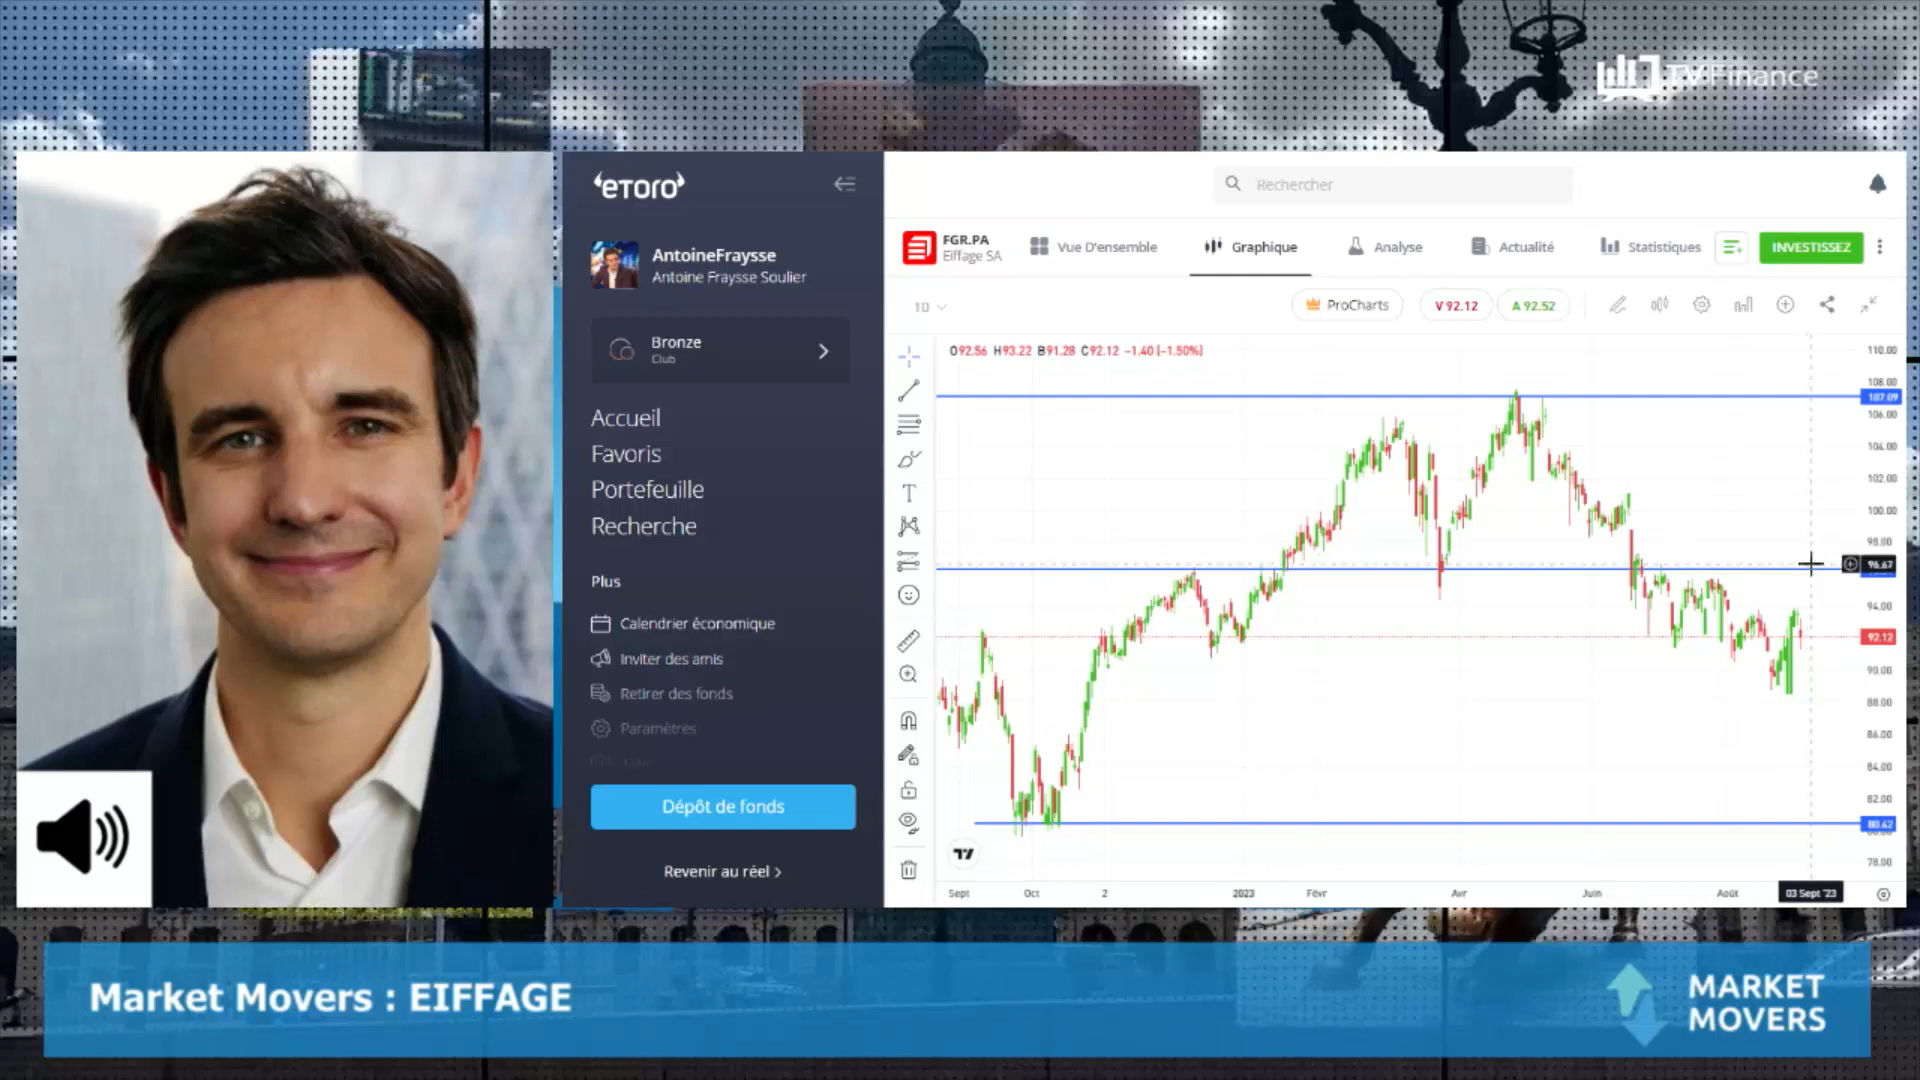 TV Finance
eToro
AntoineFraysse
Antoine Fraysse Soulier
Bronze
Club
Accueil
Favoris
Portefeuille
Recherche
Plus
Calendrier économique
Inviter des amis
Retirer des fonds
Paramètres
Dépôt de fonds
Revenir au réel >
Rechercher
FGR.PA
Eiffage SA
Vue D'ensemble
Graphique
Analyse
Actualité
Statistiques
INVESTISSEZ
1D
ProCharts
V 92.12
A 92.52
O92.56 H93.22 B91.28 C92.12 −1.40 (−1.50%)
110.00
108.00
107.09
106.00
104.00
102.00
100.00
98.00
96.67
94.00
92.12
90.00
88.00
86.00
84.00
82.00
80.62
78.00
Sept
Oct
2
2023
Févr
Avr
Juin
Août
03 Sept '23
Market Movers : EIFFAGE
MARKET
MOVERS